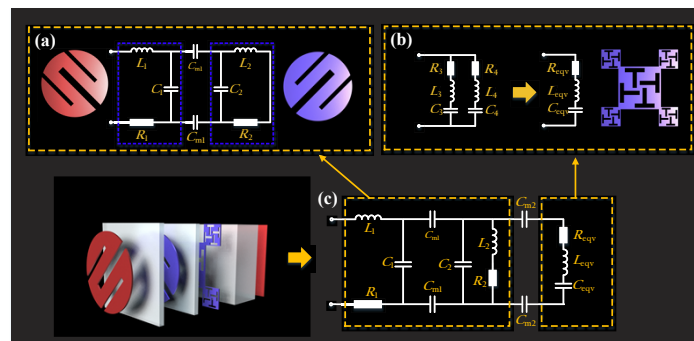 (a)
L1
Cm1
L2
C1
C2
R1
Cm1
R2
(b)
R3
R4
L3
L4
C3
C4
Reqv
Leqv
Ceqv
(c)
L1
Cm1
C1
C2
L2
R2
R1
Cm1
Cm2
Cm2
Reqv
Leqv
Ceqv